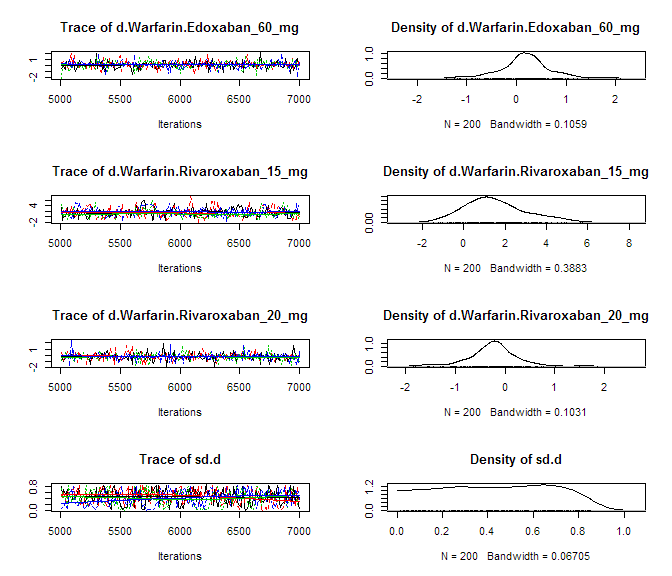 Trace of d.Warfarin.Edoxaban_60_mg
-2 1
5000 5500 6000 6500 7000
Iterations
Density of d.Warfarin.Edoxaban_60_mg
0.0 1.0
-2 -1 0 1 2
N = 200 Bandwidth = 0.1059
Trace of d.Warfarin.Rivaroxaban_15_mg
-2 4
5000 5500 6000 6500 7000
Iterations
Density of d.Warfarin.Rivaroxaban_15_mg
0.00
-2 0 2 4 6 8
N = 200 Bandwidth = 0.3883
Trace of d.Warfarin.Rivaroxaban_20_mg
-2 1
5000 5500 6000 6500 7000
Iterations
Density of d.Warfarin.Rivaroxaban_20_mg
0.0 1.0
-2 -1 0 1 2
N = 200 Bandwidth = 0.1031
Trace of sd.d
0.0 0.8
5000 5500 6000 6500 7000
Iterations
Density of sd.d
0.0 1.2
0.0 0.2 0.4 0.6 0.8 1.0
N = 200 Bandwidth = 0.06705